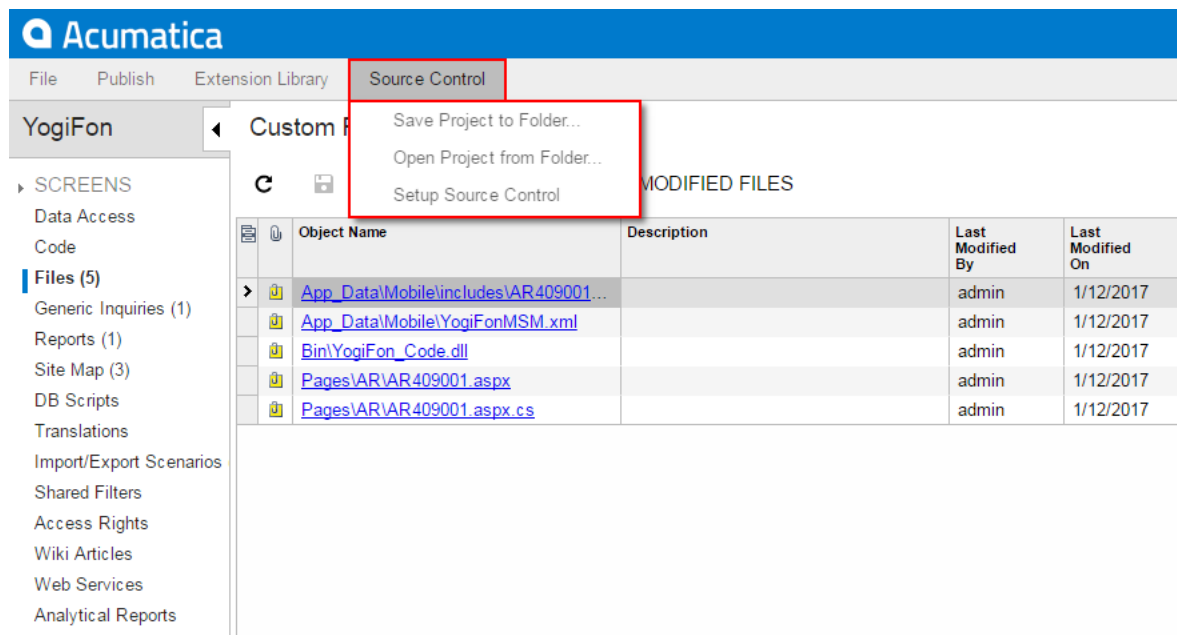 Acumatica
File Publish Extension Library Source Control
YogiFon
Custom
Save Project to Folder...
Open Project from Folder...
Setup Source Control
MODIFIED FILES
SCREENS
Data Access
Code
Files (5)
Generic Inquiries (1)
Reports (1)
Site Map (3)
DB Scripts
Translations
Import/Export Scenarios
Shared Filters
Access Rights
Wiki Articles
Web Services
Analytical Reports
Object Name Description Last Modified By Last Modified On
App_Data\Mobile\includes\AR409001... admin 1/12/2017
App_Data\Mobile\YogiFonMSM.xml admin 1/12/2017
Bin\YogiFon_Code.dll admin 1/12/2017
Pages\AR\AR409001.aspx admin 1/12/2017
Pages\AR\AR409001.aspx.cs admin 1/12/2017